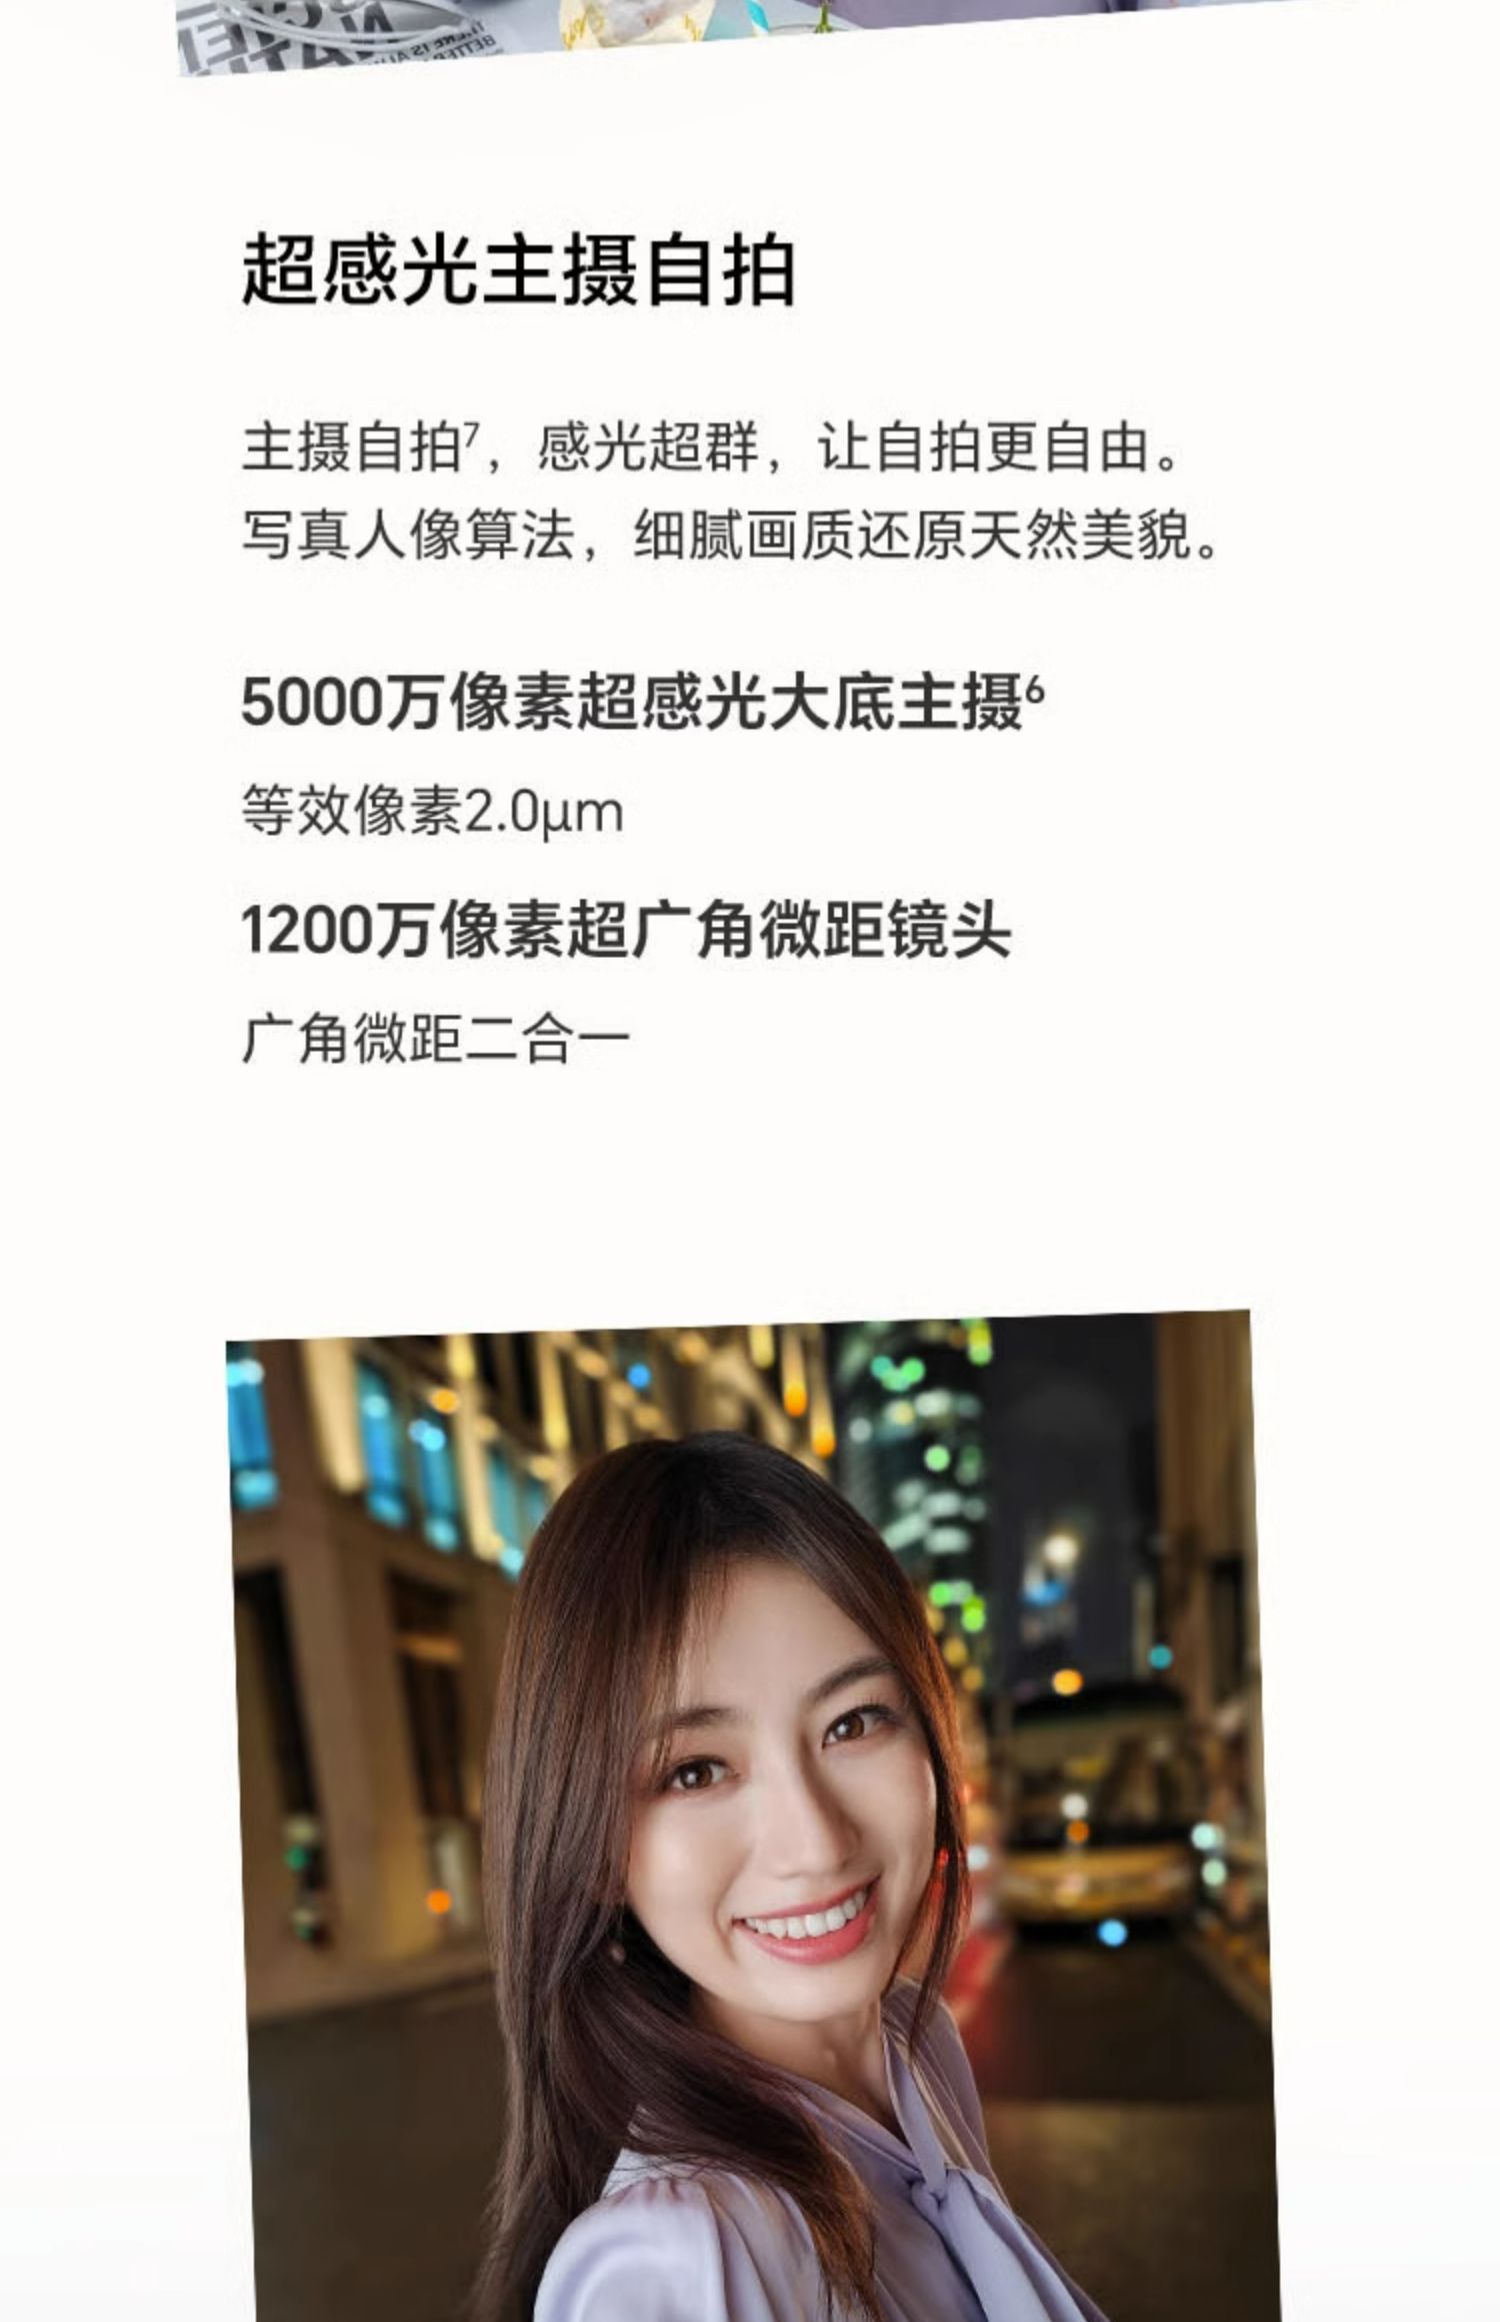 超感光主摄自拍
主摄自拍7，感光超群，让自拍更自由。
写真人像算法，细腻画质还原天然美貌。
5000万像素超感光大底主摄6
等效像素2.0μm
1200万像素超广角微距镜头
广角微距二合一